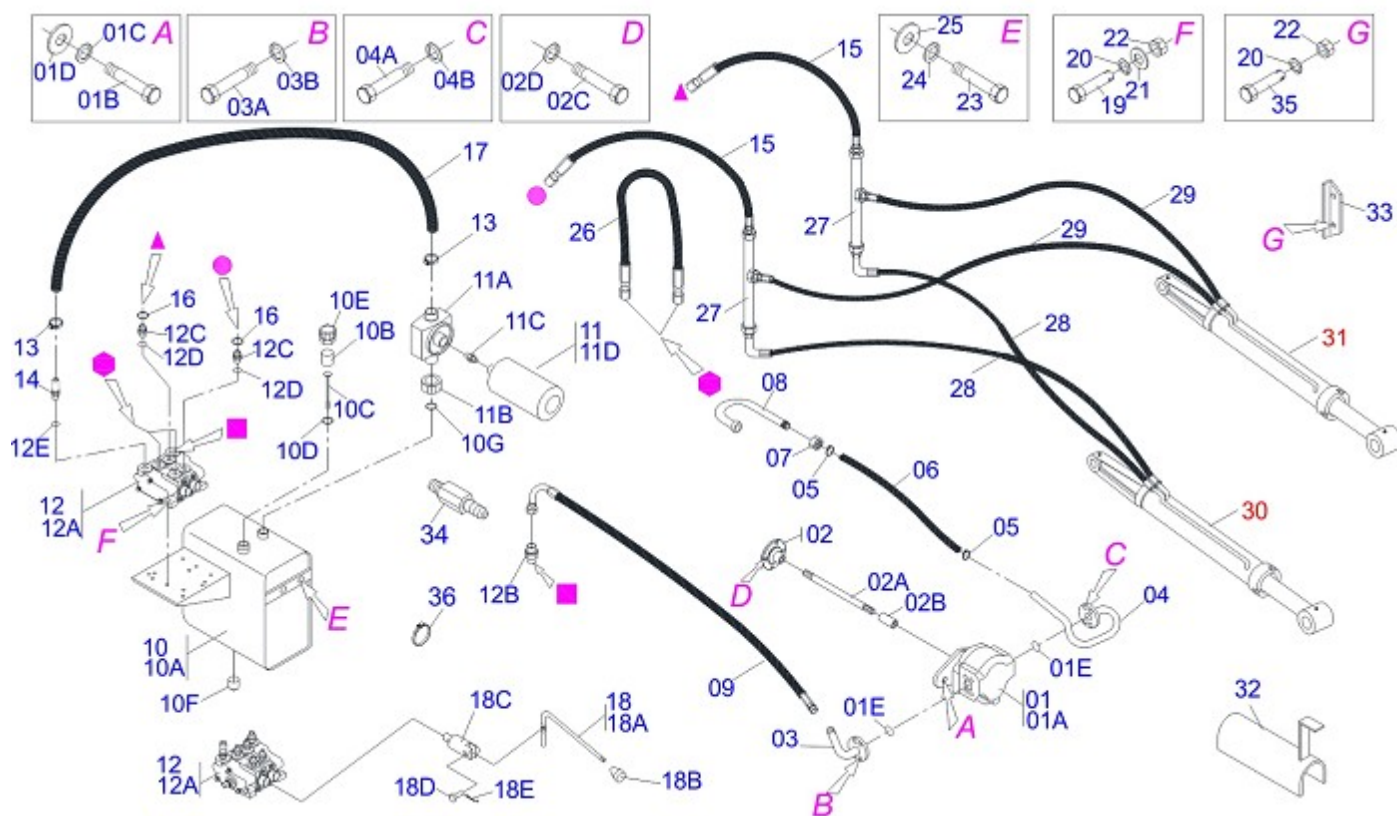 01C A
01D
01B
B
03B
03A
C
04A
04B
D
02D
02C
25 E
24
23
22 F
20
21
19
22 G
20
35
15
17
15
29
33
G
13
26
27
29
16
11A
10E
10B
11C
11
11D
27
28
31
13
12C
12D
16
12C
12D
14
08
28
10C
11B
10D
10G
12E
07
05
06
12
12A
F
34
02
05
C
30
D
02A
02B
04
36
12B
E
01E
10
10A
09
10F
18C
18
18A
01E
01
01A
A
32
03
12
12A
18D
18E
18B
B